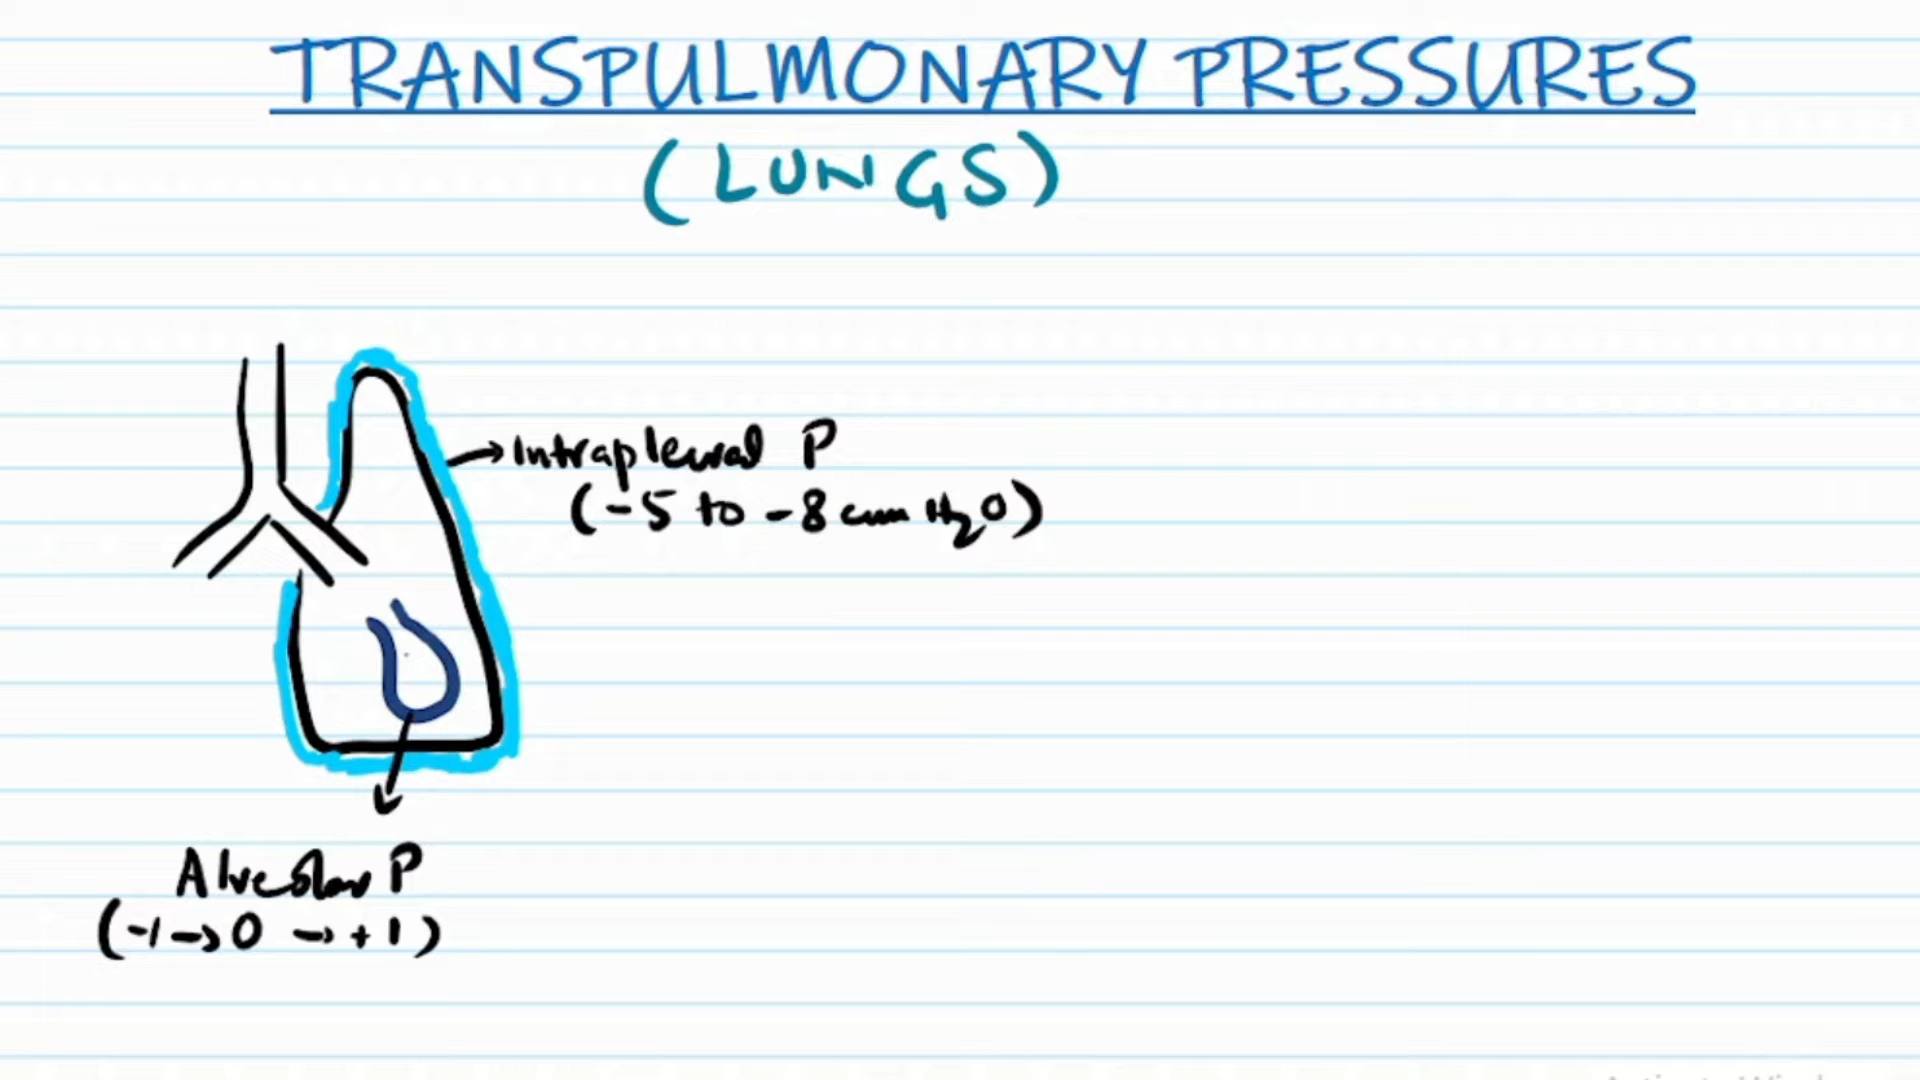 TRANSPULMONARY PRESSURES
(LUNGS)
Intrapleural P
(-5 to -8 cm H₂O)
Alveolar P
(-1 → 0 → +1)